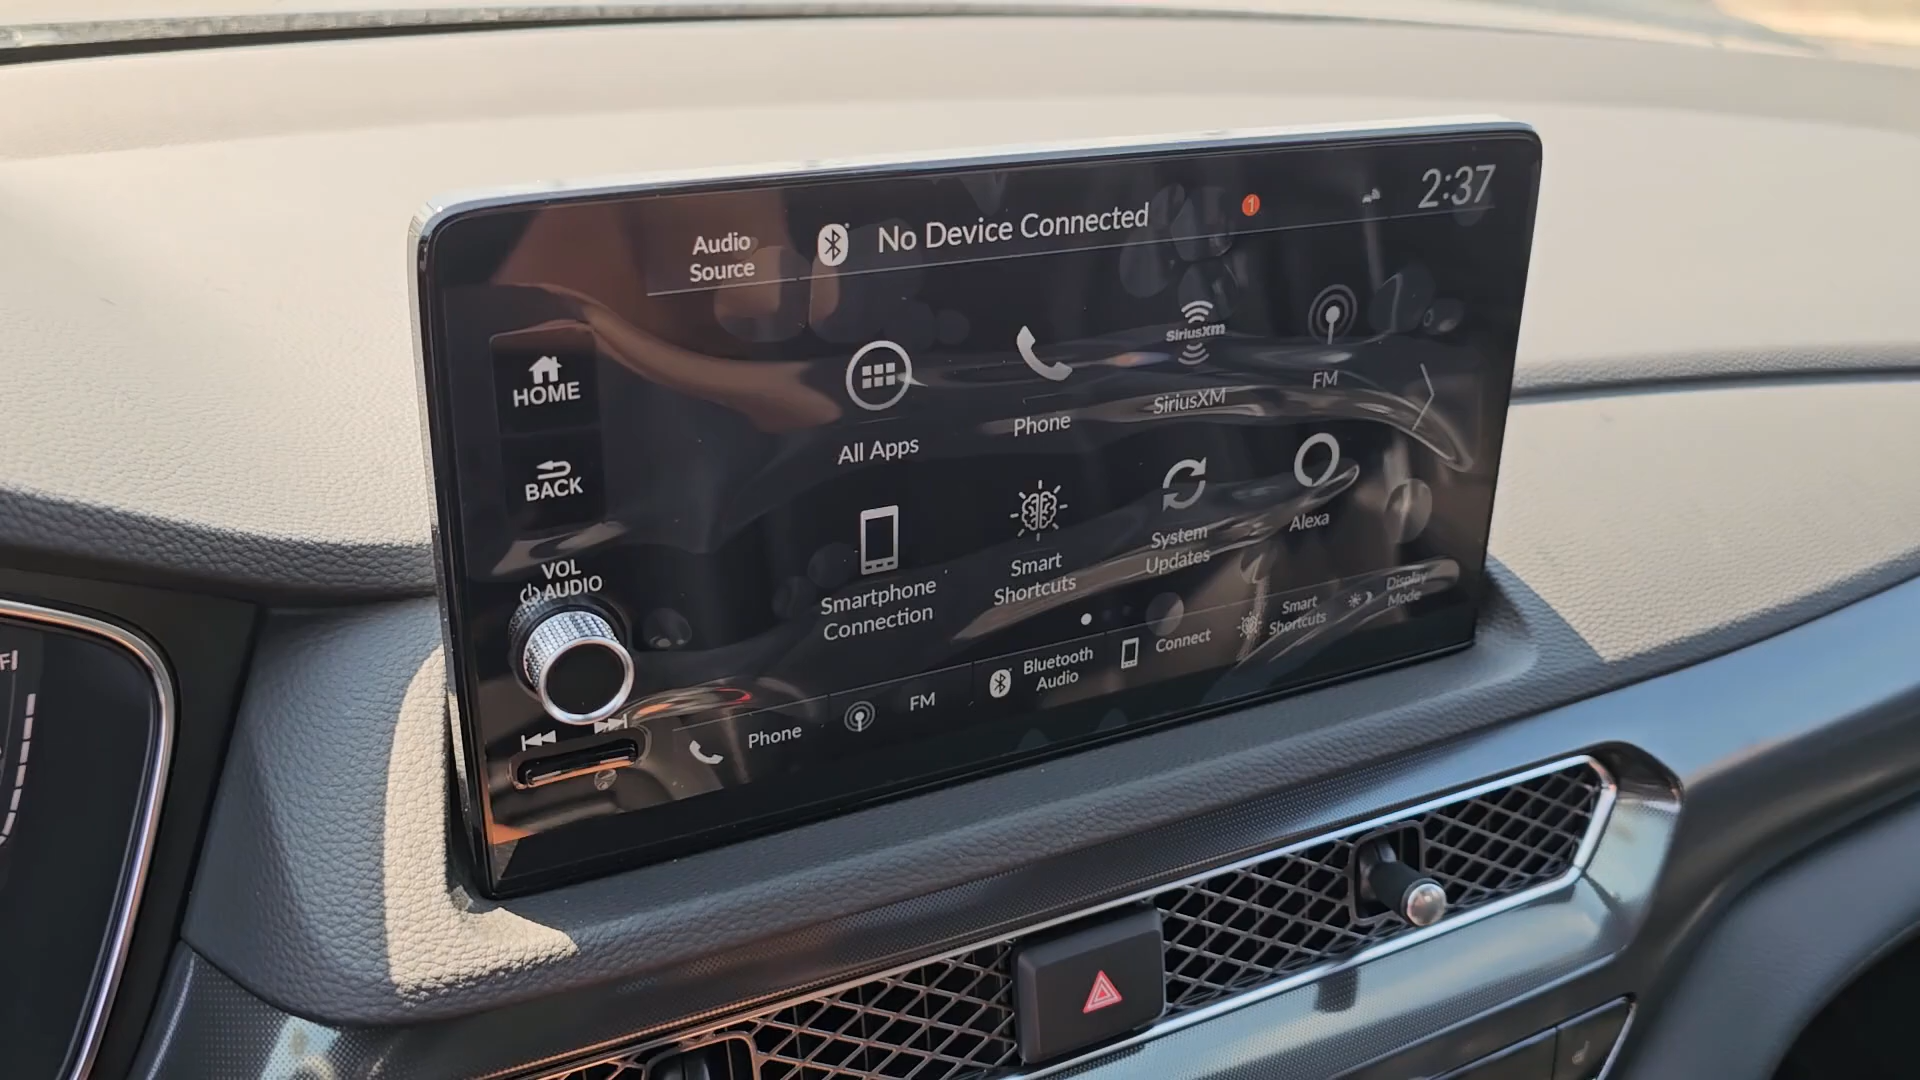 Audio
Source
No Device Connected
1
2:37
HOME
BACK
VOL
AUDIO
All Apps
Phone
SiriusXM
SiriusXM
FM
Smartphone
Connection
Smart
Shortcuts
System
Updates
Alexa
Phone
FM
Bluetooth
Audio
Connect
Smart
Shortcuts
Display
Mode